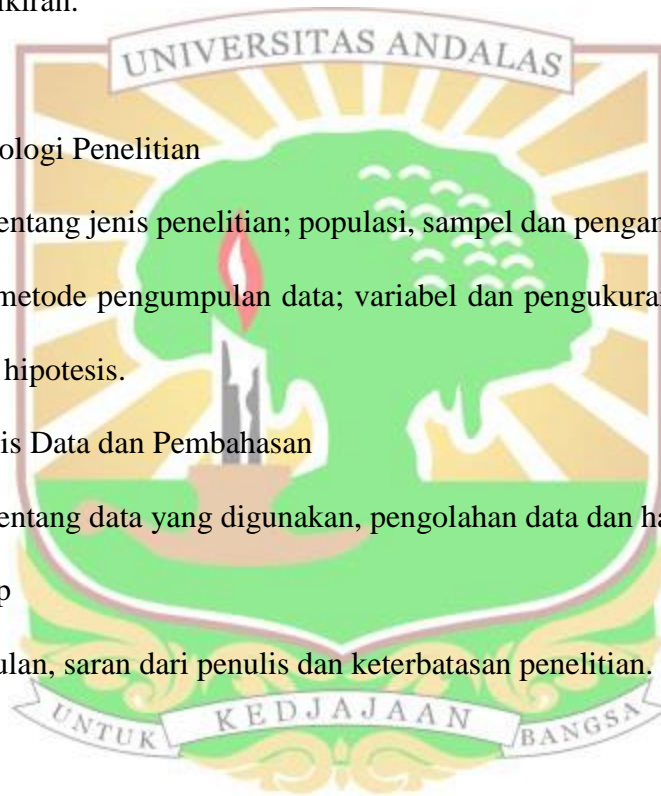 UNIVERSITAS ANDALAS
ologi Penelitian
entang jenis penelitian; populasi, sampel dan
metode pengumpulan data; variabel dan pengukuran
hipotesis.
is Data dan Pembahasan
entang data yang digunakan, pengolahan data dan
ulan, saran dari penulis dan keterbatasan penelitian.
UNTUK KEDJAJAAN BANGSA